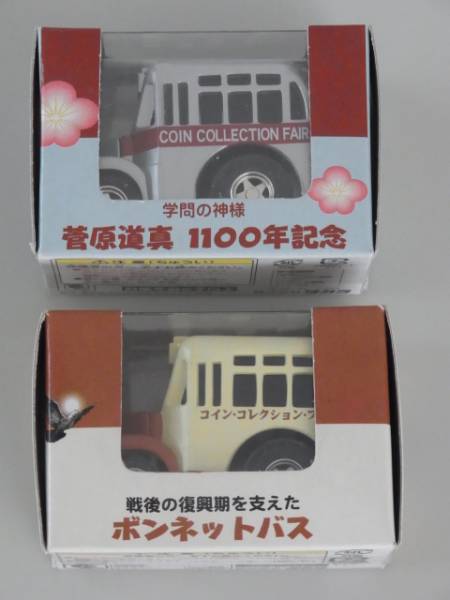 COIN COLLECTION FAIR
学問の神様
菅原道真 1100年記念
コイン・コレクション・フ
戦後の復興期を支えた
ボンネットバス